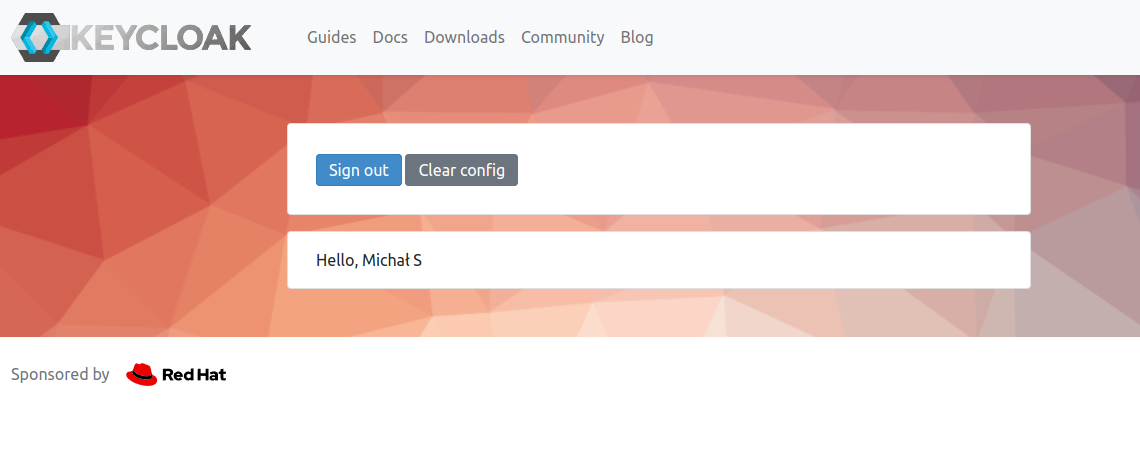 KEYCLOAK Guides Docs Downloads Community Blog
Sign out Clear config
Hello, Michał S
Sponsored by Red Hat